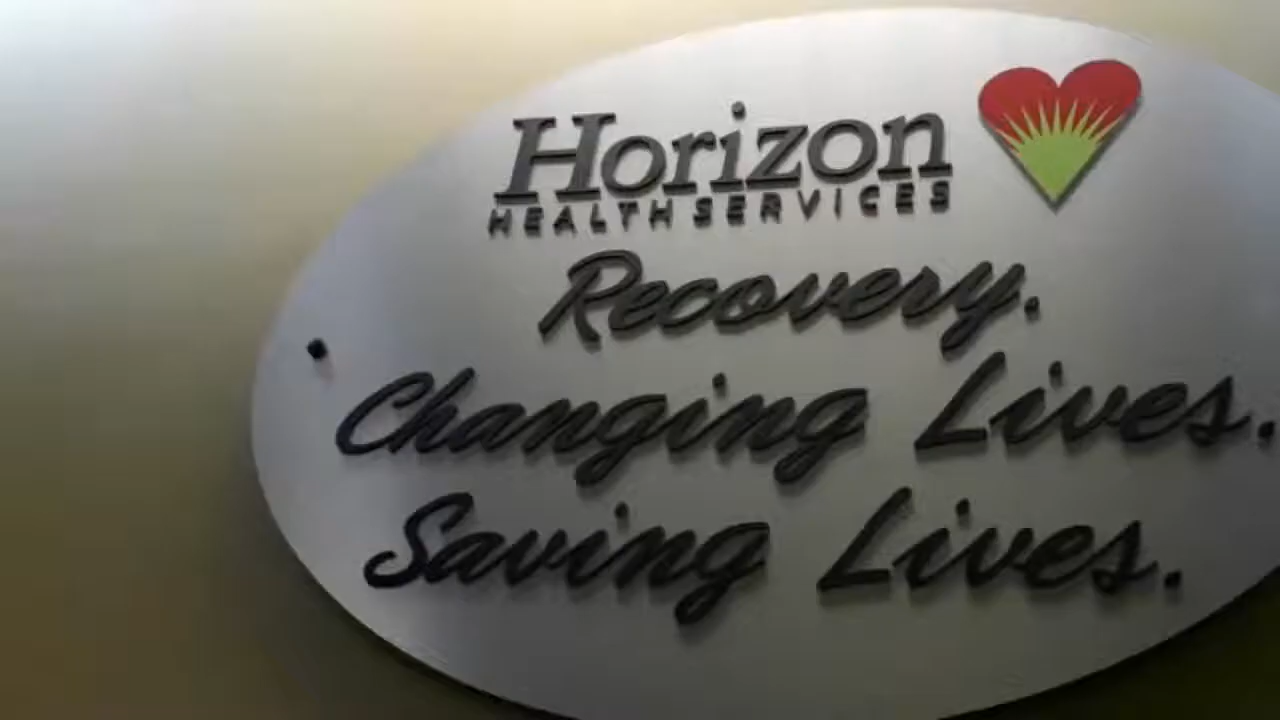 Horizon
HEALTH SERVICES
Recovery.
Changing Lives.
Saving Lives.